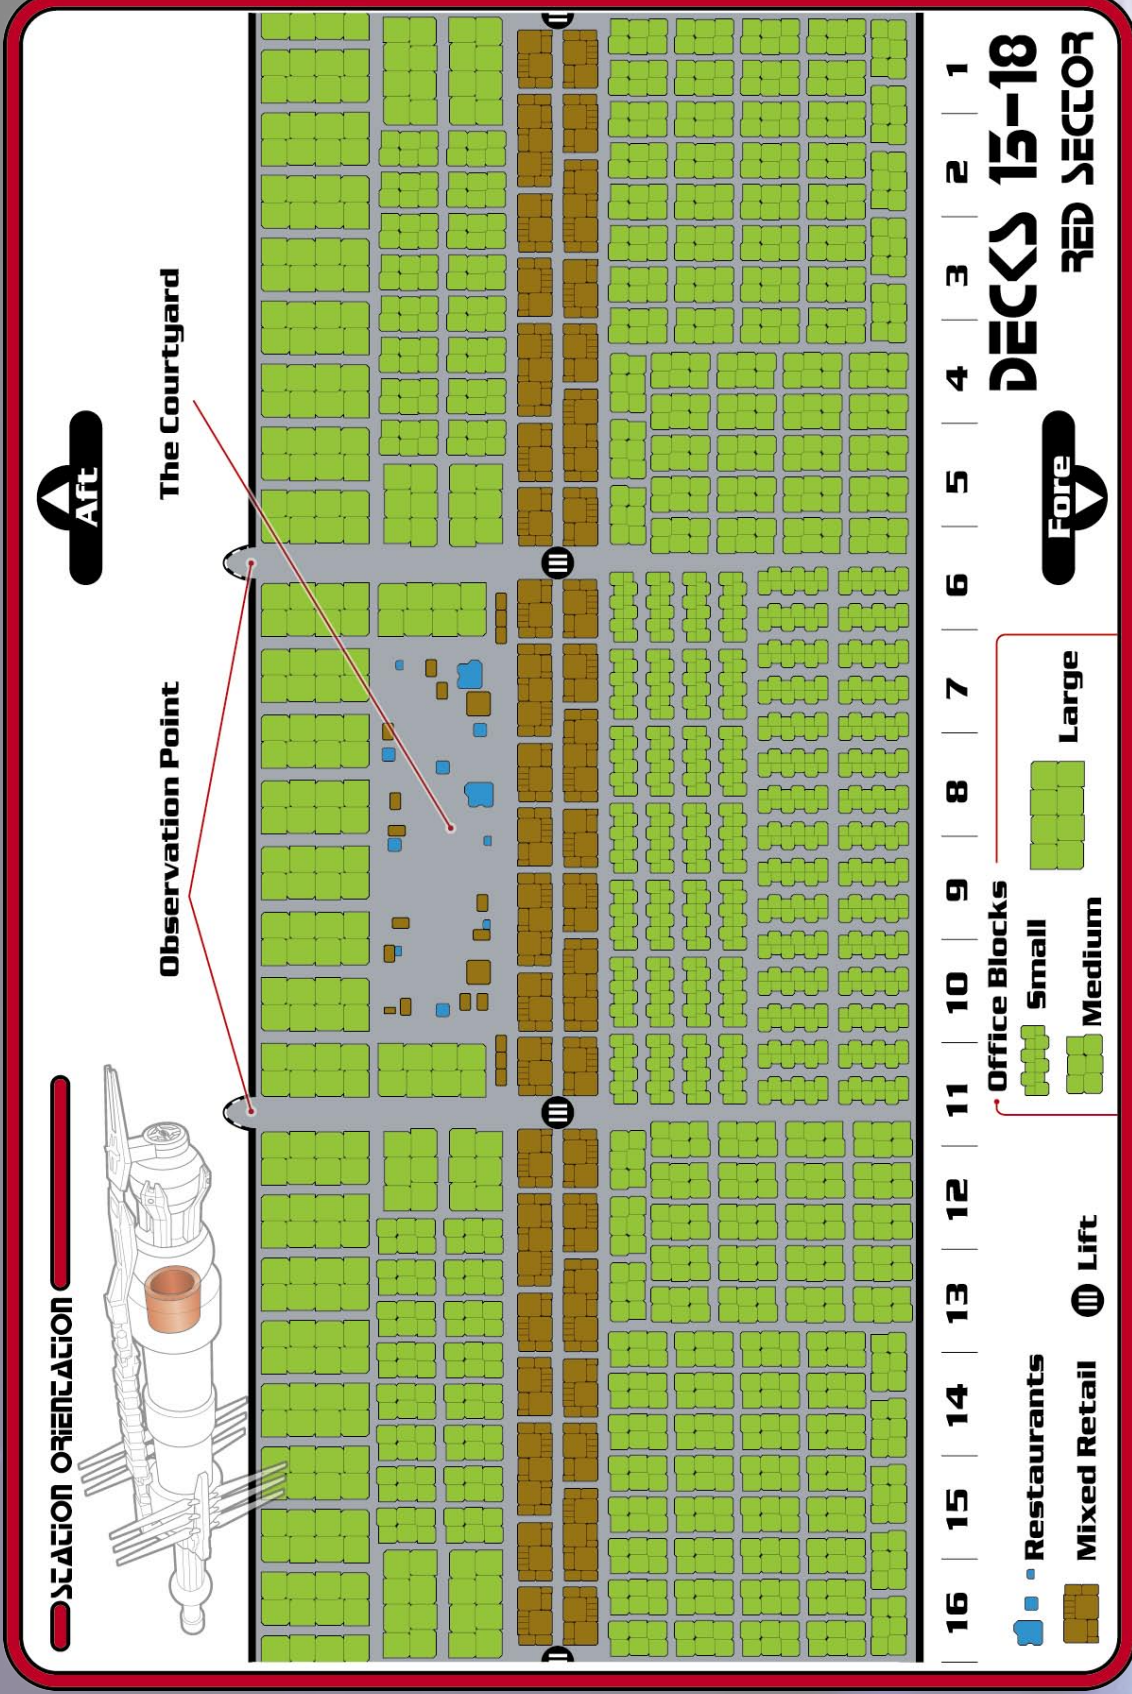 DECKS 15-18
RED SECTOR
Aft
Fore
The Courtyard
Observation Point
1
2
3
4
5
6
7
8
9
10
11
12
13
14
15
16
STATION ORIENTATION
Office Blocks
Small
Medium
Large
Restaurants
Mixed Retail
Lift